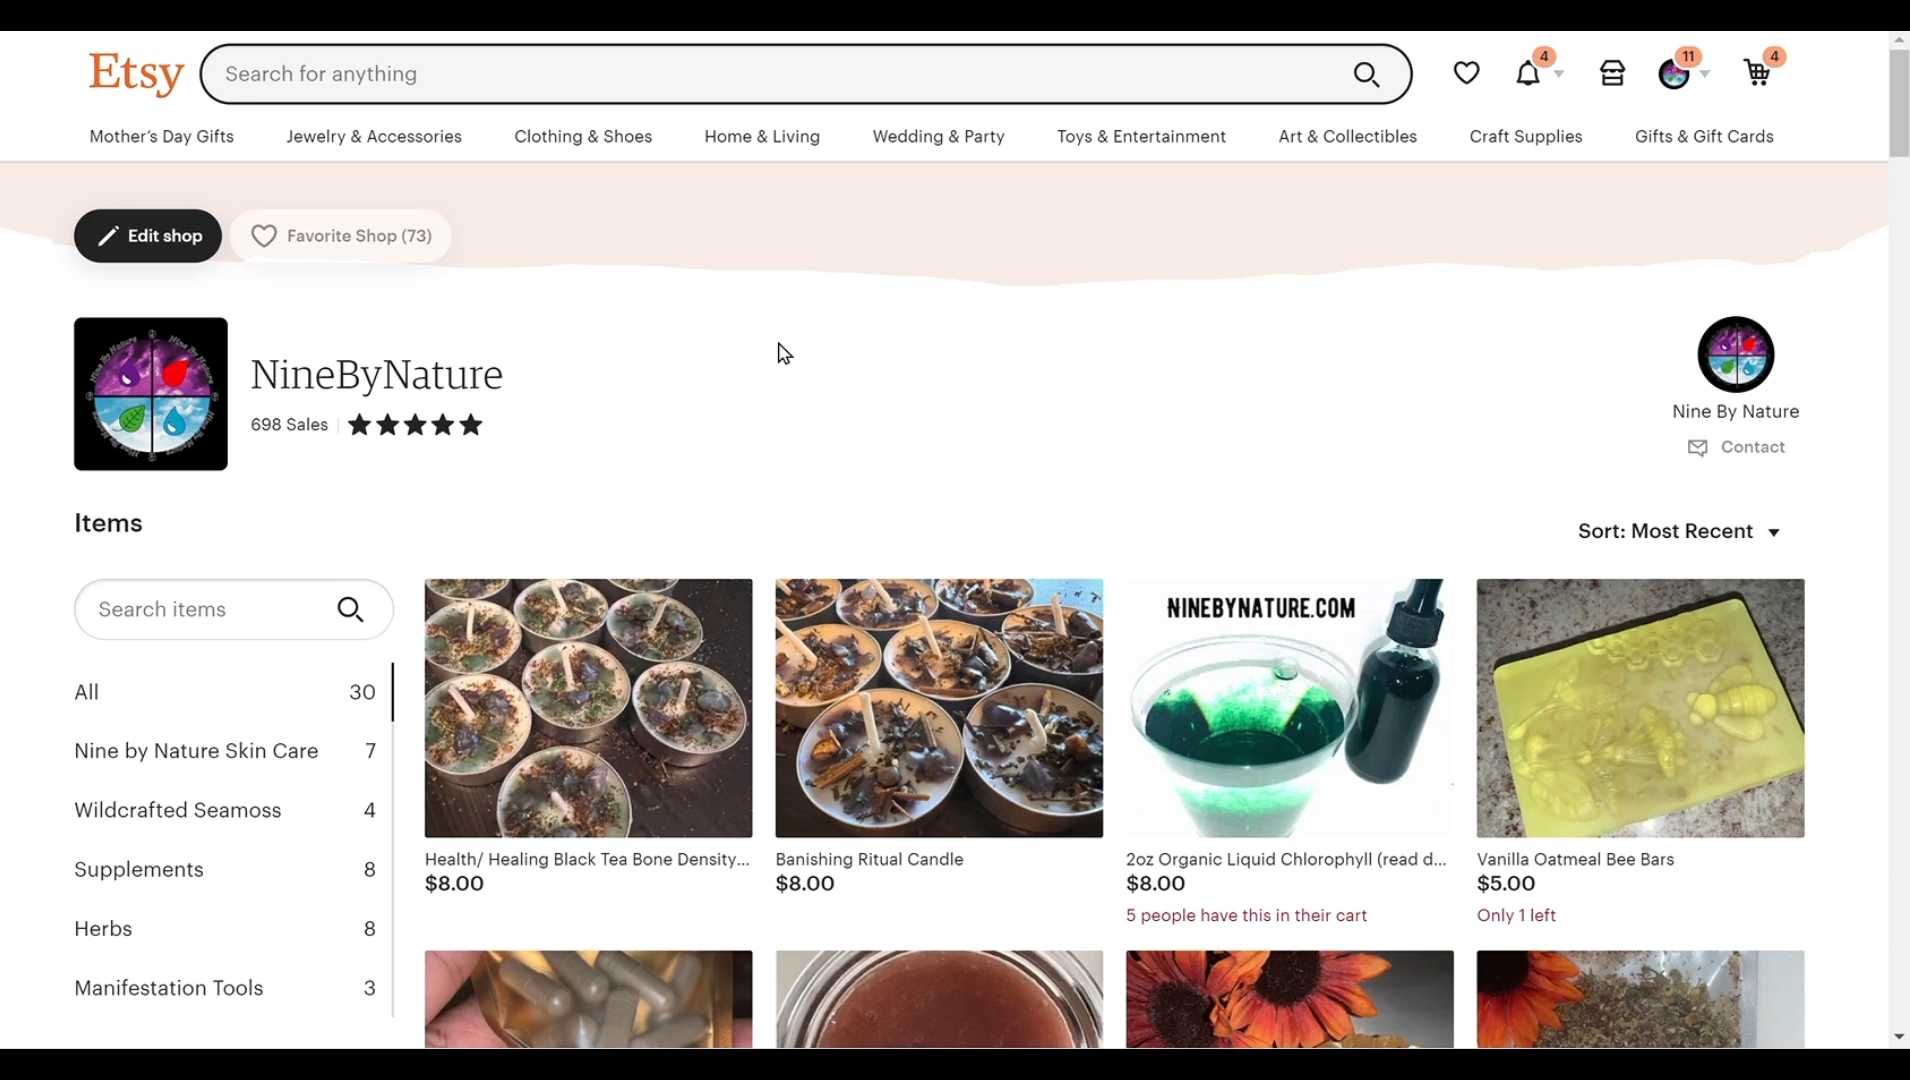 Etsy
Search for anything
4
11
4
Mother's Day Gifts
Jewelry & Accessories
Clothing & Shoes
Home & Living
Wedding & Party
Toys & Entertainment
Art & Collectibles
Craft Supplies
Gifts & Gift Cards
Edit shop
Favorite Shop (73)
NineByNature
698 Sales
Nine By Nature
Contact
Items
Sort: Most Recent
Search items
All 30
Nine by Nature Skin Care 7
Wildcrafted Seamoss 4
Supplements 8
Herbs 8
Manifestation Tools 3
NINEBYNATURE.COM
Health/ Healing Black Tea Bone Density...
$8.00
Banishing Ritual Candle
$8.00
2oz Organic Liquid Chlorophyll (read d...
$8.00
5 people have this in their cart
Vanilla Oatmeal Bee Bars
$5.00
Only 1 left